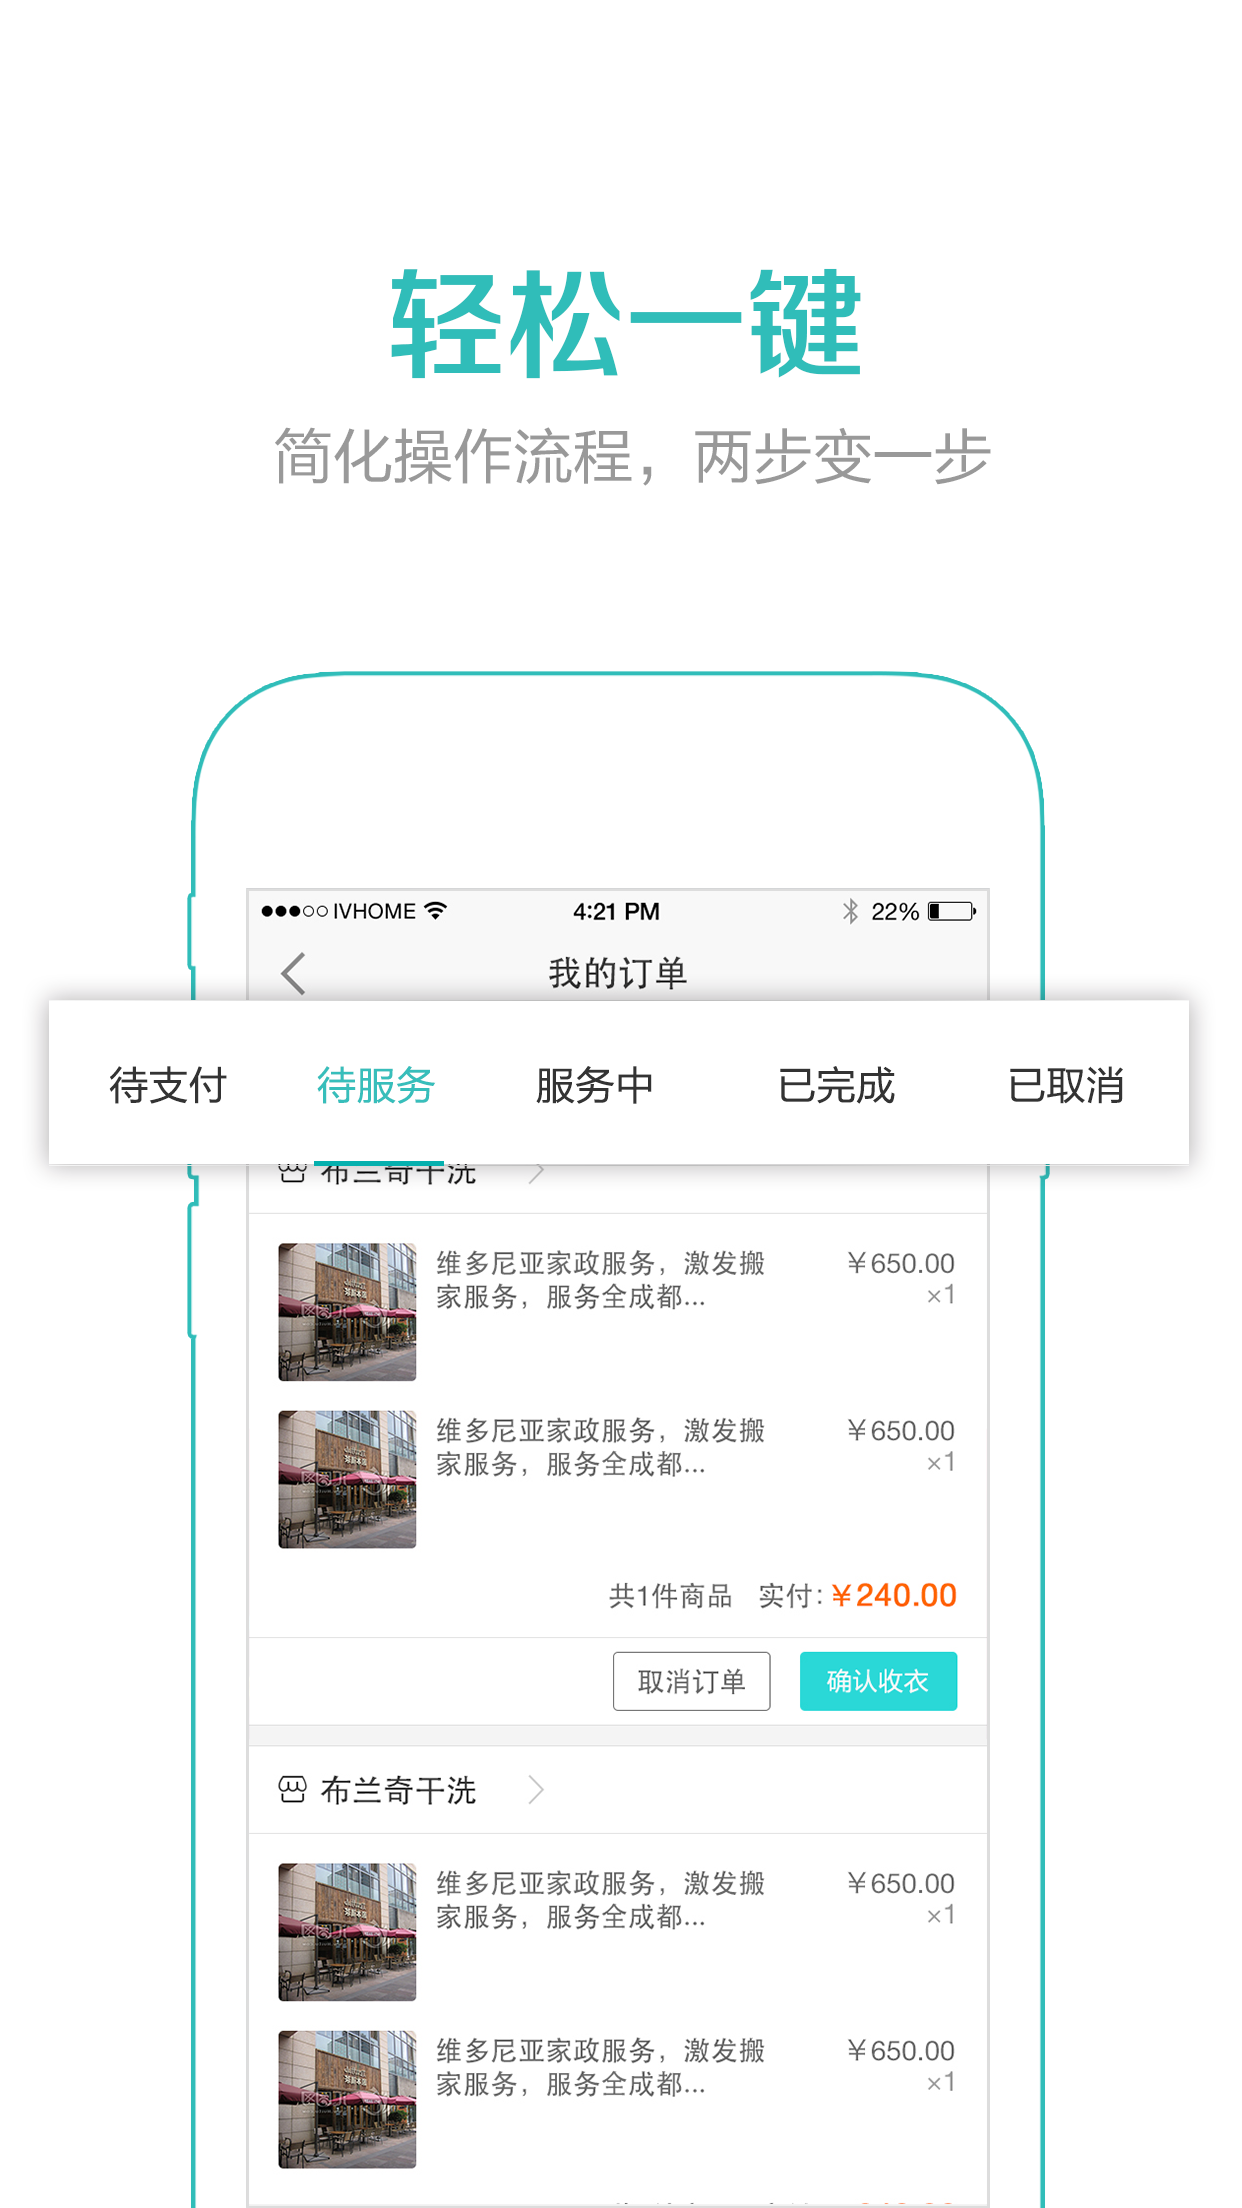 轻松一键
简化操作流程，两步变一步
IVHOME 4:21 PM 22%
我的订单
待支付 待服务 服务中 已完成 已取消
布兰奇干洗
维多尼亚家政服务，激发搬 ￥650.00
家服务，服务全成都... ×1
维多尼亚家政服务，激发搬 ￥650.00
家服务，服务全成都... ×1
共1件商品 实付：￥240.00
取消订单 确认收衣
布兰奇干洗
维多尼亚家政服务，激发搬 ￥650.00
家服务，服务全成都... ×1
维多尼亚家政服务，激发搬 ￥650.00
家服务，服务全成都... ×1